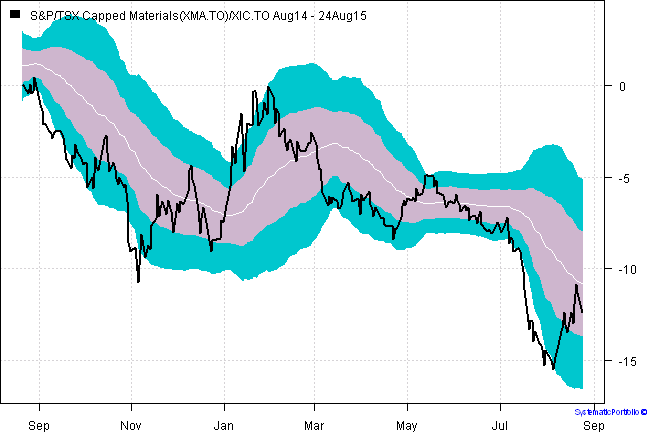 S&P/TSX Capped Materials(XMA.TO)/XIC.TO Aug14 - 24Aug15
0
-5
-10
-15
Sep Nov Jan Mar May Jul Sep
SystematicPortfolio ©